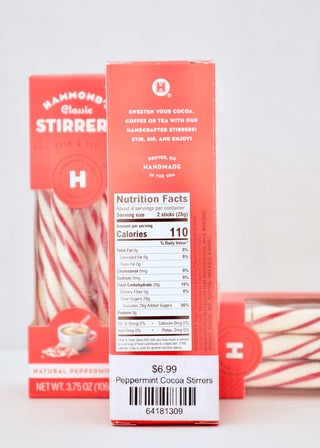 HAMMOND'S
Classic
STIRRERS
STIR & SIP
H
NATURAL PEPPERMINT
NET WT. 3.75 OZ (106
H
SWEETEN YOUR COCOA,
COFFEE OR TEA WITH OUR
HANDCRAFTED STIRRERS!
STIR, SIP, AND ENJOY!
DENVER, CO
HANDMADE
IN THE USA
Nutrition Facts
About 4 servings per container
Serving size 2 sticks (28g)
Amount per serving
Calories 110
% Daily Value*
Total Fat 0g 0%
Saturated Fat 0g 0%
Trans Fat 0g
Cholesterol 0mg 0%
Sodium 0mg 0%
Total Carbohydrate 28g 10%
Dietary Fiber 0g 0%
Total Sugars 28g
Includes 28g Added Sugars 56%
Protein 0g
Vit. D 0mcg 0% • Calcium 0mg 0%
Iron 0mg 0% • Potas. 0mg 0%
$6.99
Peppermint Cocoa Stirrers
64181309
H